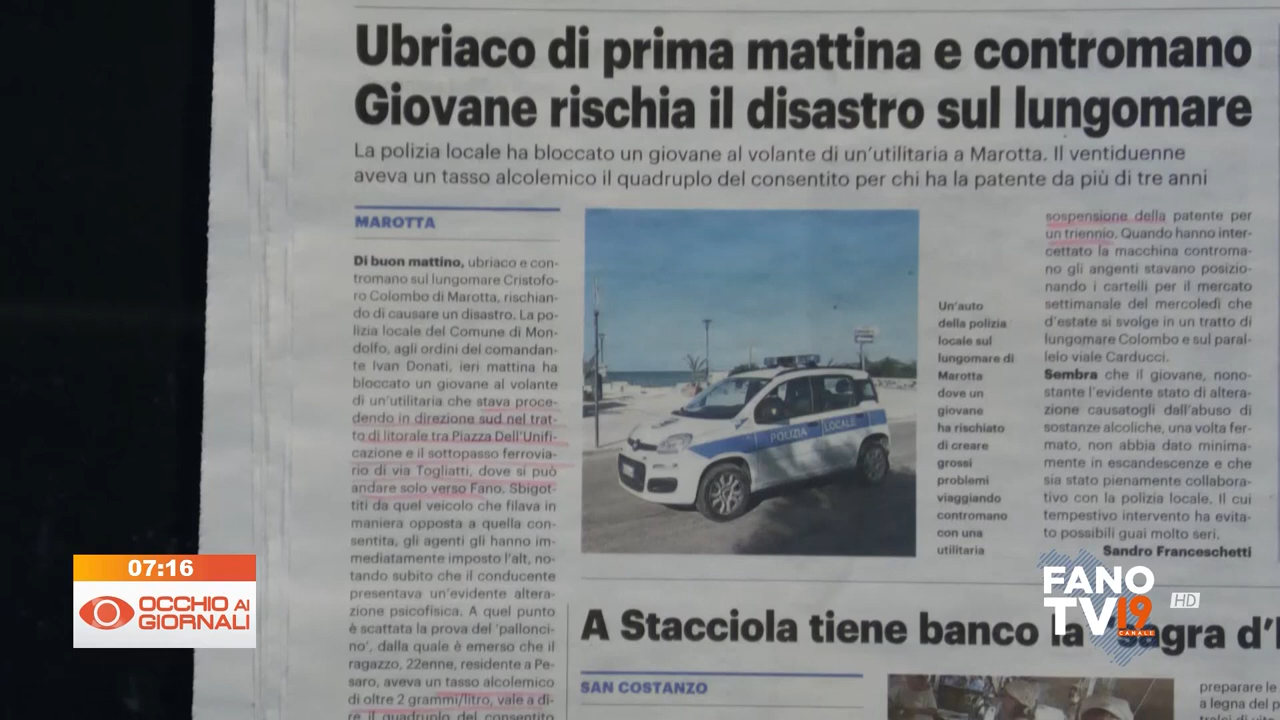 Ubriaco di prima mattina e contromano
Giovane rischia il disastro sul lungomare
La polizia locale ha bloccato un giovane al volante di un'utilitaria a Marotta. Il ventiduenne
aveva un tasso alcolemico il quadruplo del consentito per chi ha la patente da più di tre anni
MAROTTA
Di buon mattino, ubriaco e con-
tromano sul lungomare Cristofo-
ro Colombo di Marotta, rischian-
do di causare un disastro. La po-
lizia locale del Comune di Mon-
dolfo, agli ordini del comandan-
te Ivan Donati, ieri mattina ha
bloccato un giovane al volante
di un'utilitaria che stava proce-
dendo in direzione sud nel trat-
to di litorale tra Piazza Dell'Unifi-
cazione e il sottopasso ferrovia-
rio di via Togliatti, dove si può
andare solo verso Fano. Sbigot-
titi da quel veicolo che filava in
maniera opposta a quella con-
sentita, gli agenti gli hanno im-
mediatamente imposto l'alt, no-
tando subito che il conducente
presentava un'evidente altera-
zione psicofisica. A quel punto
è scattata la prova del 'pallonci-
no', dalla quale è emerso che il
ragazzo, 22enne, residente a Pe-
saro, aveva un tasso alcolemico
di oltre 2 grammi/litro, vale a di-
re il quadruplo del consentito
POLIZIA LOCALE
Un'auto
della polizia
locale sul
lungomare di
Marotta
dove un
giovane
ha rischiato
di creare
grossi
problemi
viaggiando
contromano
con una
utilitaria
sospensione della patente per
un triennio. Quando hanno inter-
cettato la macchina controma-
no gli angenti stavano posizio-
nando i cartelli per il mercato
settimanale del mercoledì che
d'estate si svolge in un tratto di
lungomare Colombo e sul paral-
lelo viale Carducci.
Sembra che il giovane, nono-
stante l'evidente stato di altera-
zione causatogli dall'abuso di
sostanze alcoliche, una volta fer-
mato, non abbia dato minima-
mente in escandescenze e che
sia stato pienamente collabora-
tivo con la polizia locale. Il cui
tempestivo intervento ha evita-
to possibili guai molto seri.
Sandro Franceschetti
A Stacciola tiene banco la 'sagra d'
SAN COSTANZO
preparare le
a legna del p
07:16
OCCHIO AI
GIORNALI
FANO
TV19
CANALE
HD